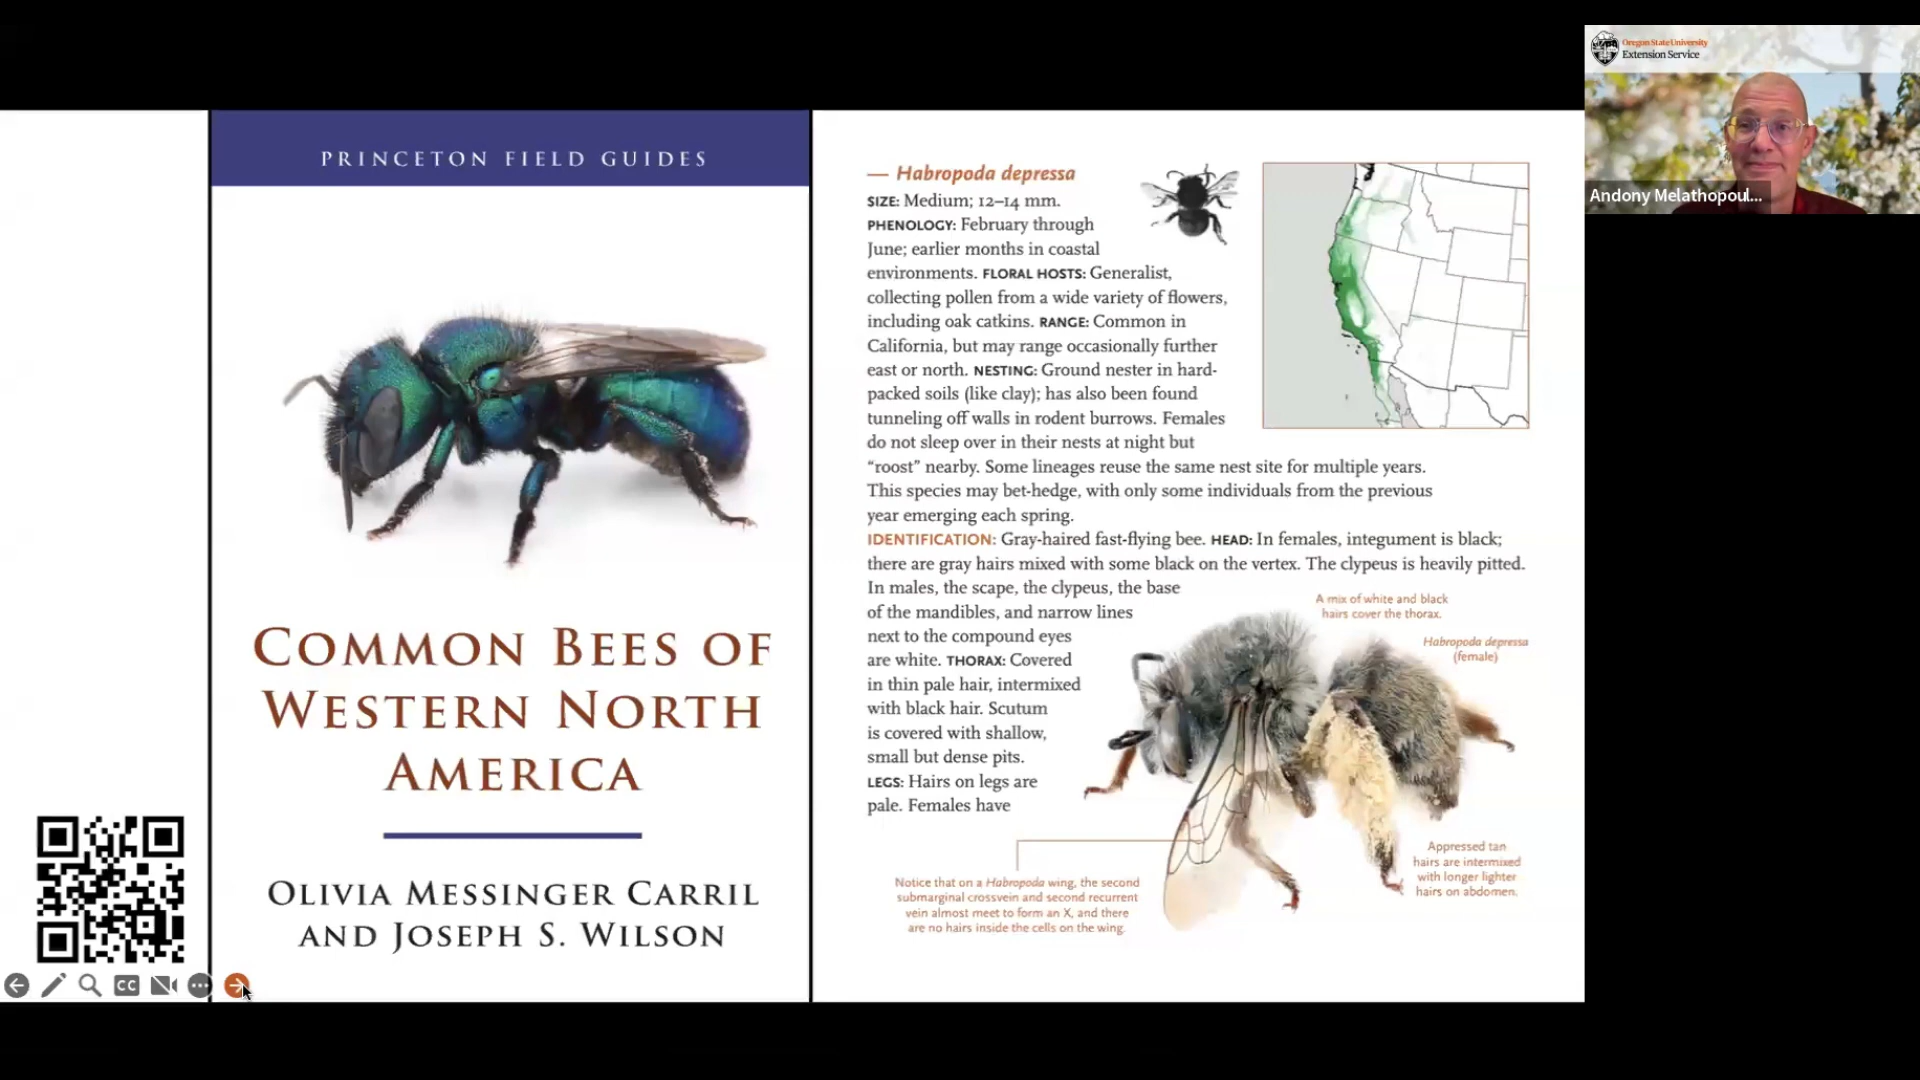 PRINCETON FIELD GUIDES
COMMON BEES OF
WESTERN NORTH
AMERICA
OLIVIA MESSINGER CARRIL
AND JOSEPH S. WILSON
— Habropoda depressa
SIZE: Medium; 12–14 mm.
PHENOLOGY: February through
June; earlier months in coastal
environments. FLORAL HOSTS: Generalist,
collecting pollen from a wide variety of flowers,
including oak catkins. RANGE: Common in
California, but may range occasionally further
east or north. NESTING: Ground nester in hard-
packed soils (like clay); has also been found
tunneling off walls in rodent burrows. Females
do not sleep over in their nests at night but
“roost” nearby. Some lineages reuse the same nest site for multiple years.
This species may bet-hedge, with only some individuals from the previous
year emerging each spring.
IDENTIFICATION: Gray-haired fast-flying bee. HEAD: In females, integument is black;
there are gray hairs mixed with some black on the vertex. The clypeus is heavily pitted.
In males, the scape, the clypeus, the base
of the mandibles, and narrow lines
next to the compound eyes
are white. THORAX: Covered
in thin pale hair, intermixed
with black hair. Scutum
is covered with shallow,
small but dense pits.
LEGS: Hairs on legs are
pale. Females have
A mix of white and black
hairs cover the thorax.
Habropoda depressa
(female)
Appressed tan
hairs are intermixed
with longer lighter
hairs on abdomen.
Notice that on a Habropoda wing, the second
submarginal crossvein and second recurrent
vein almost meet to form an X, and there
are no hairs inside the cells on the wing.
CC
Oregon State University
Extension Service
Andony Melathopoul...